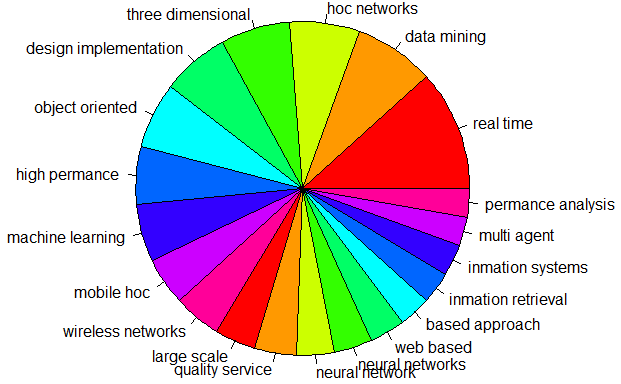 hoc networks
three dimensional
data mining
design implementation
object oriented
real time
high permance
permance analysis
machine learning
multi agent
inmation systems
mobile hoc
inmation retrieval
wireless networks
based approach
large scale
web based
quality service
neural networks
neural network